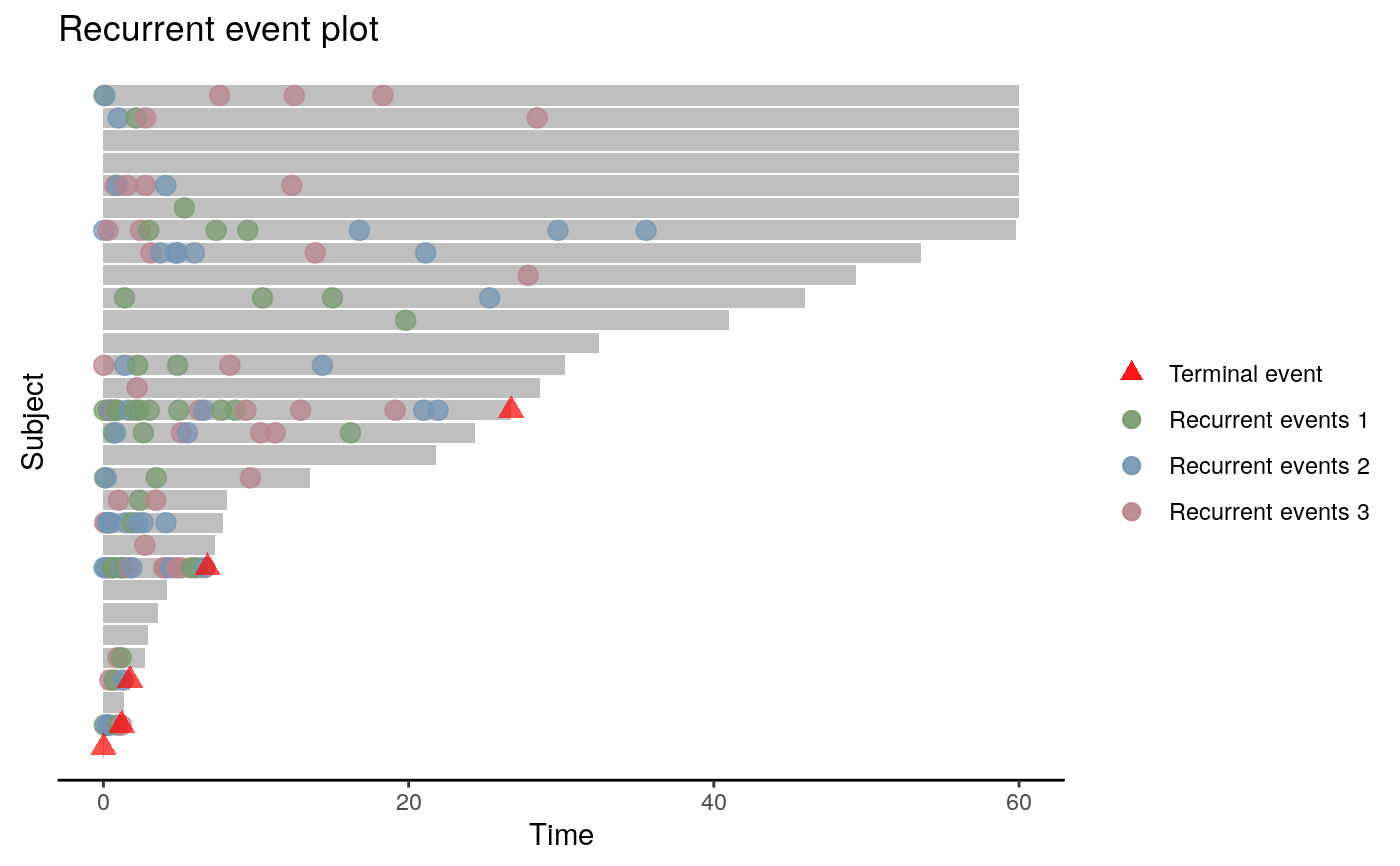 Recurrent event plot
Subject
Terminal event
Recurrent events 1
Recurrent events 2
Recurrent events 3
0 20 40 60
Time